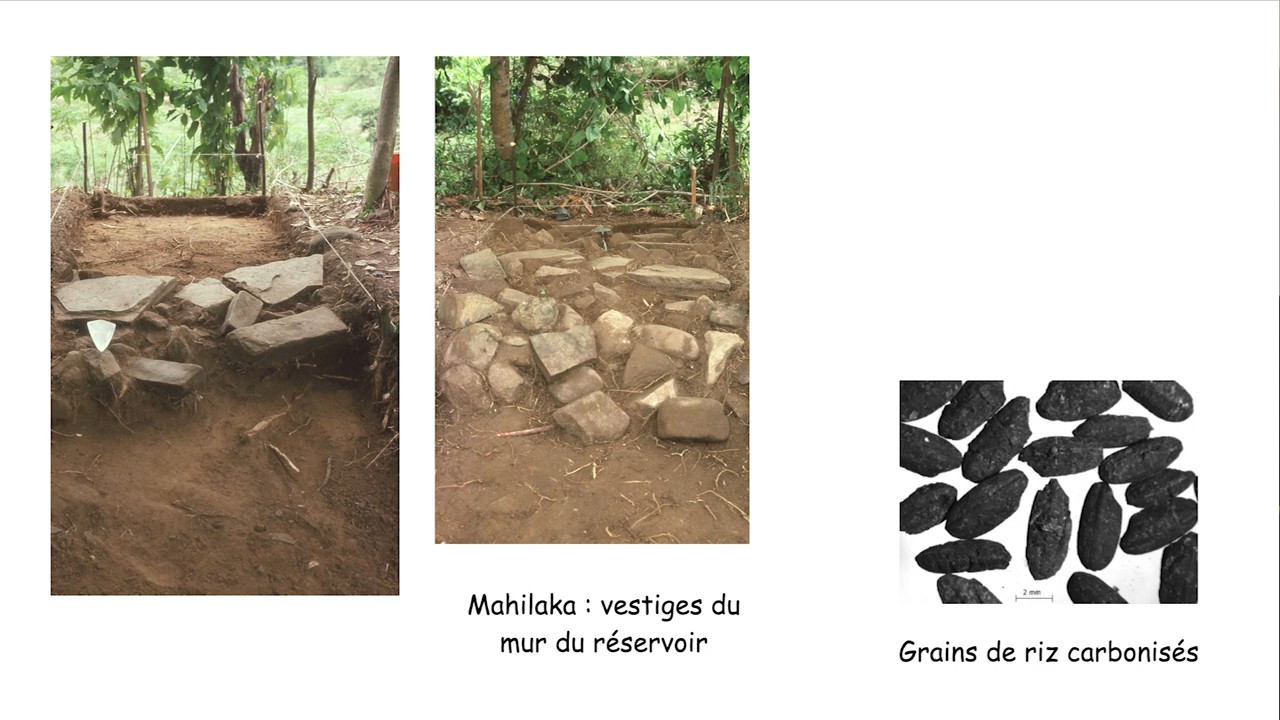 Mahilaka : vestiges du
mur du réservoir
2 mm
Grains de riz carbonisés